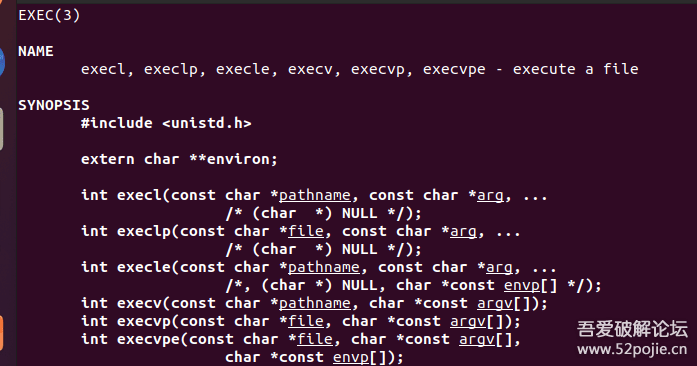 EXEC(3)
NAME
execl, execlp, execle, execv, execvp, execvpe - execute a file
SYNOPSIS
#include <unistd.h>
extern char **environ;
int execl(const char *pathname, const char *arg, ...
/* (char  *) NULL */);
int execlp(const char *file, const char *arg, ...
/* (char  *) NULL */);
int execle(const char *pathname, const char *arg, ...
/*, (char *) NULL, char *const envp[] */);
int execv(const char *pathname, char *const argv[]);
int execvp(const char *file, char *const argv[]);
int execvpe(const char *file, char *const argv[],
char *const envp[]);
吾爱破解论坛
www.52pojie.cn